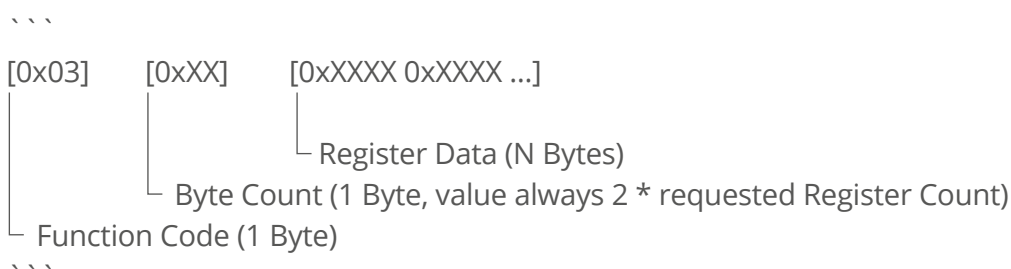 ```
[0x03] [0xXX] [0xXXXX 0xXXXX ...]
Register Data (N Bytes)
Byte Count (1 Byte, value always 2 * requested Register Count)
Function Code (1 Byte)
```